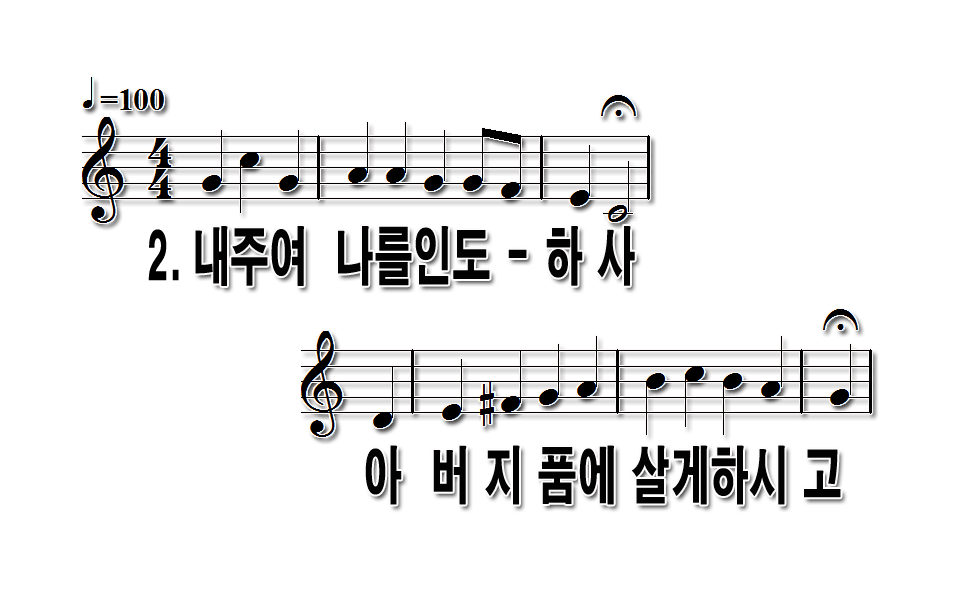 ♩=100
2. 내주여 나를인도 - 하 사
아 버 지 품에 살게하시 고